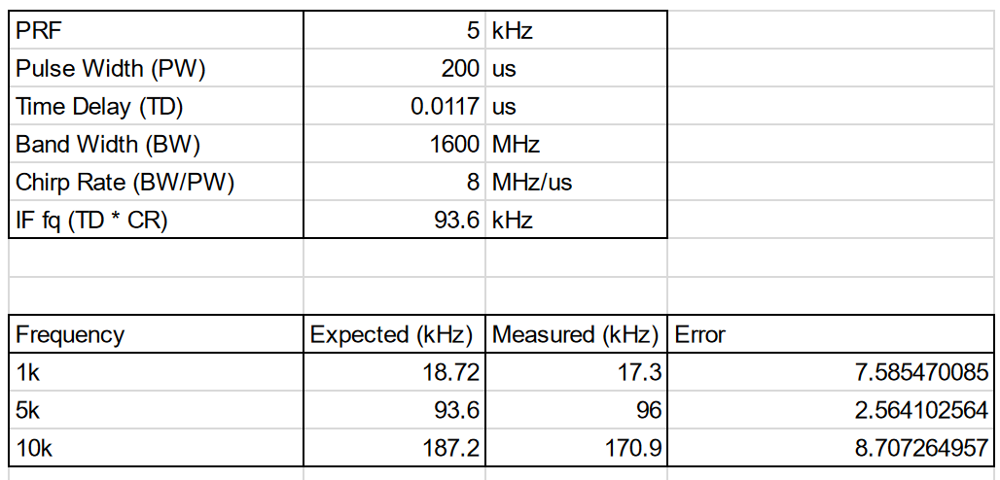 PRF 5 kHz
Pulse Width (PW) 200 us
Time Delay (TD) 0.0117 us
Band Width (BW) 1600 MHz
Chirp Rate (BW/PW) 8 MHz/us
IF fq (TD * CR) 93.6 kHz
Frequency Expected (kHz) Measured (kHz) Error
1k 18.72 17.3 7.585470085
5k 93.6 96 2.564102564
10k 187.2 170.9 8.707264957